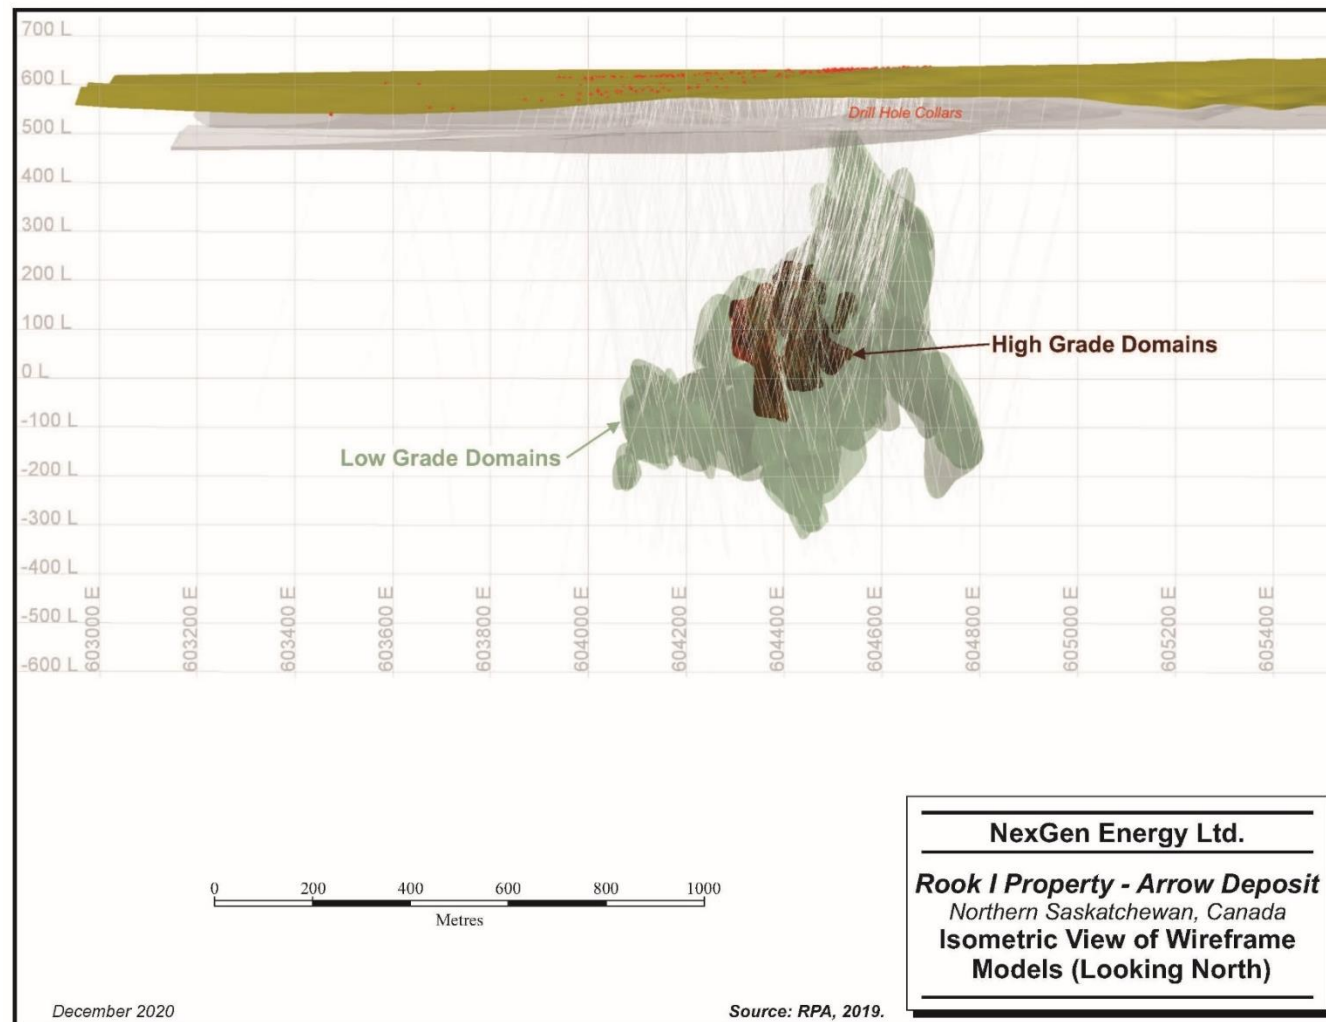 700 L
600 L
Drill Hole Collars
500 L
400 L
300 L
200 L
100 L
High Grade Domains
0 L
-100 L
Low Grade Domains
-200 L
-300 L
-400 L
-500 L
-600 L
603000 E
603200 E
603400 E
603600 E
603800 E
604000 E
604200 E
604400 E
604600 E
604800 E
605000 E
605200 E
605400 E
0 200 400 600 800 1000
Metres
NexGen Energy Ltd.
Rook I Property - Arrow Deposit
Northern Saskatchewan, Canada
Isometric View of Wireframe
Models (Looking North)
December 2020
Source: RPA, 2019.